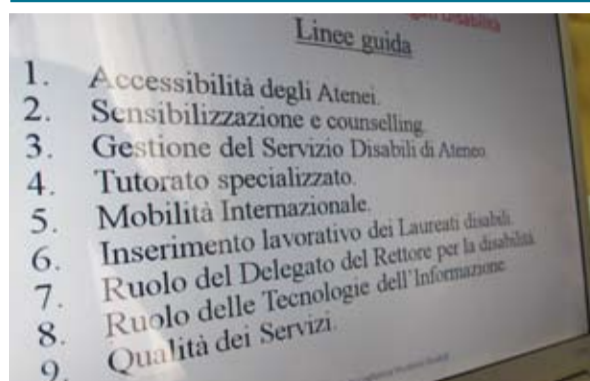 Disabilità
Linee guida
1. Accessibilità degli Atenei.
2. Sensibilizzazione e counselling.
3. Gestione del Servizio Disabili di Ateneo
4. Tutorato specializzato.
5. Mobilità Internazionale.
6. Inserimento lavorativo dei Laureati disabili.
7. Ruolo del Delegato del Rettore per la disabilità.
8. Ruolo delle Tecnologie dell'Informazione
9. Qualità dei Servizi.